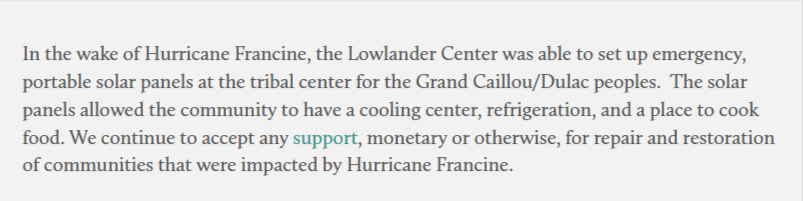 In the wake of Hurricane Francine, the Lowlander Center was able to set up emergency,
portable solar panels at the tribal center for the Grand Caillou/Dulac peoples.  The solar
panels allowed the community to have a cooling center, refrigeration, and a place to cook
food. We continue to accept any support, monetary or otherwise, for repair and restoration
of communities that were impacted by Hurricane Francine.